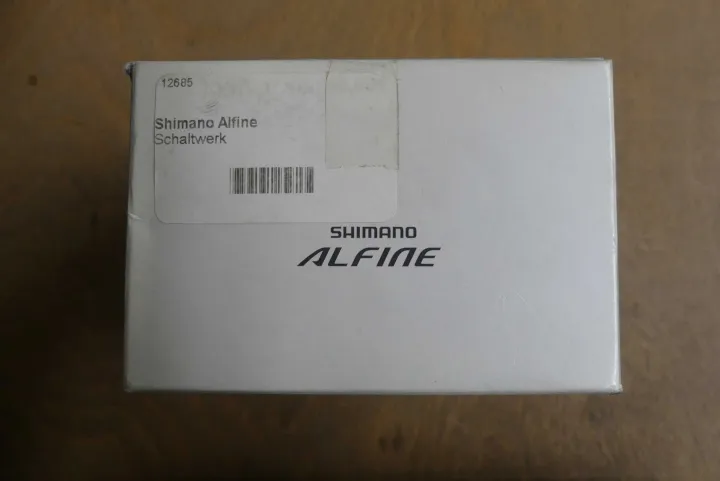 12685
Shimano Alfine
Schaltwerk
SHIMANO
ALFINE